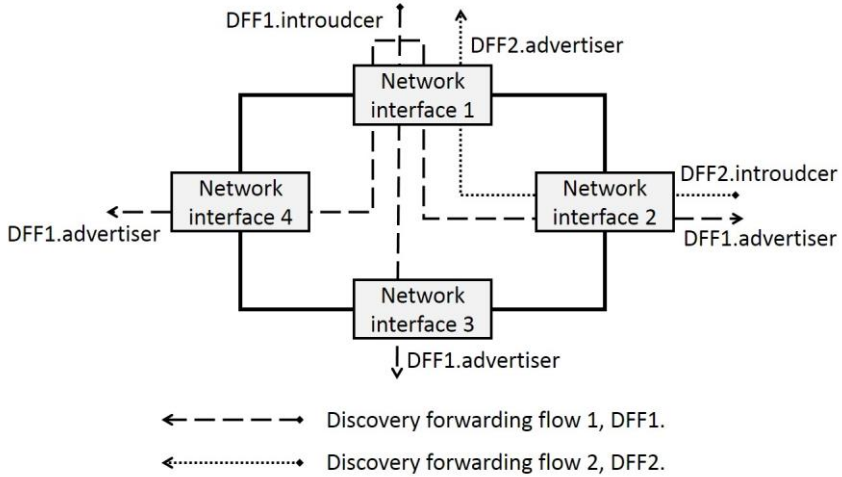 DFF1.introudcer
DFF2.advertiser
Network
interface 1
Network
interface 4
Network
interface 2
DFF2.introudcer
DFF1.advertiser
DFF1.advertiser
Network
interface 3
DFF1.advertiser
Discovery forwarding flow 1, DFF1.
Discovery forwarding flow 2, DFF2.